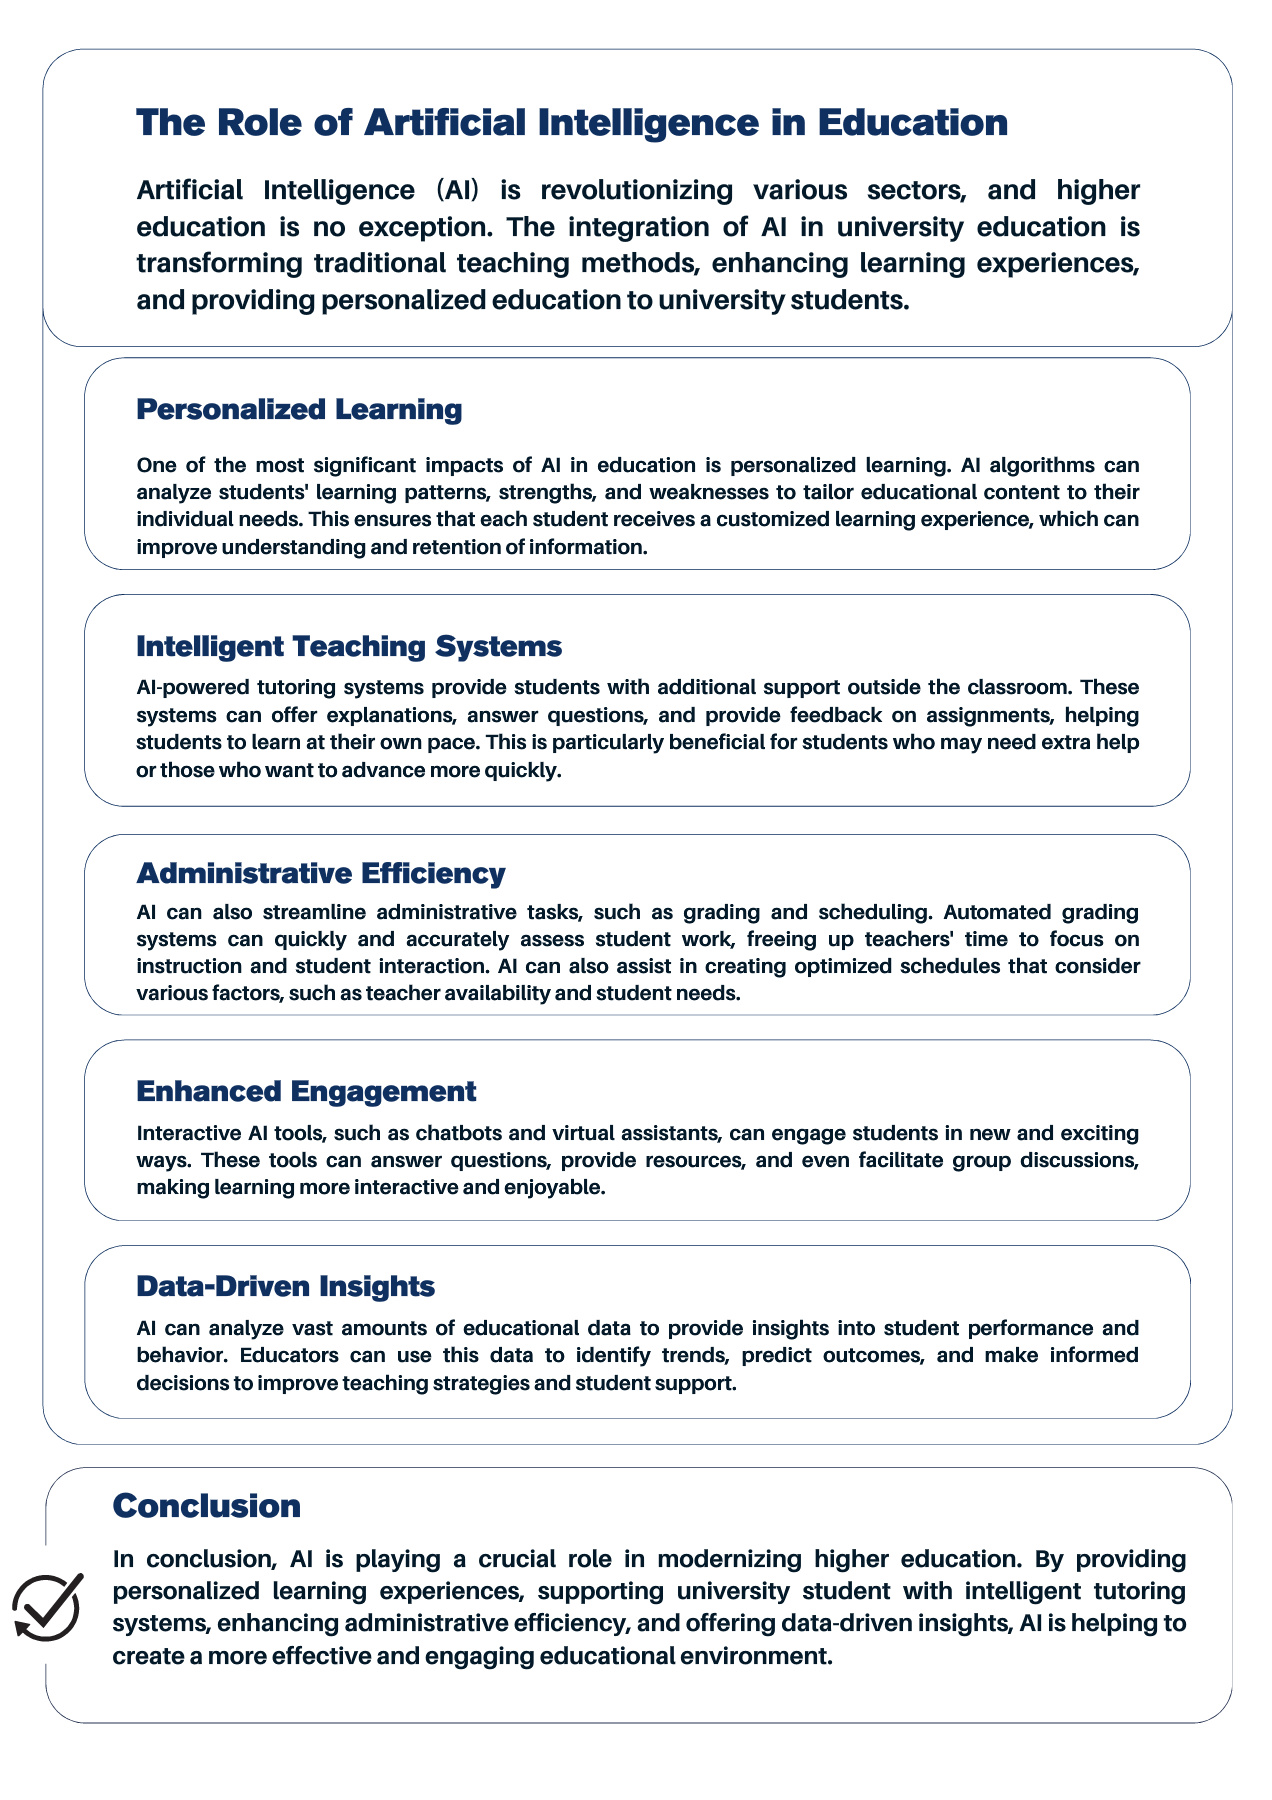 The Role of Artificial Intelligence in Education
Artificial Intelligence (AI) is revolutionizing various sectors, and higher
education is no exception. The integration of AI in university education is
transforming traditional teaching methods, enhancing learning experiences,
and providing personalized education to university students.
Personalized Learning
One of the most significant impacts of AI in education is personalized learning. AI algorithms can
analyze students' learning patterns, strengths, and weaknesses to tailor educational content to their
individual needs. This ensures that each student receives a customized learning experience, which can
improve understanding and retention of information.
Intelligent Teaching Systems
AI-powered tutoring systems provide students with additional support outside the classroom. These
systems can offer explanations, answer questions, and provide feedback on assignments, helping
students to learn at their own pace. This is particularly beneficial for students who may need extra help
or those who want to advance more quickly.
Administrative Efficiency
AI can also streamline administrative tasks, such as grading and scheduling. Automated grading
systems can quickly and accurately assess student work, freeing up teachers' time to focus on
instruction and student interaction. AI can also assist in creating optimized schedules that consider
various factors, such as teacher availability and student needs.
Enhanced Engagement
Interactive AI tools, such as chatbots and virtual assistants, can engage students in new and exciting
ways. These tools can answer questions, provide resources, and even facilitate group discussions,
making learning more interactive and enjoyable.
Data-Driven Insights
AI can analyze vast amounts of educational data to provide insights into student performance and
behavior. Educators can use this data to identify trends, predict outcomes, and make informed
decisions to improve teaching strategies and student support.
Conclusion
In conclusion, AI is playing a crucial role in modernizing higher education. By providing
personalized learning experiences, supporting university student with intelligent tutoring
systems, enhancing administrative efficiency, and offering data-driven insights, AI is helping to
create a more effective and engaging educational environment.